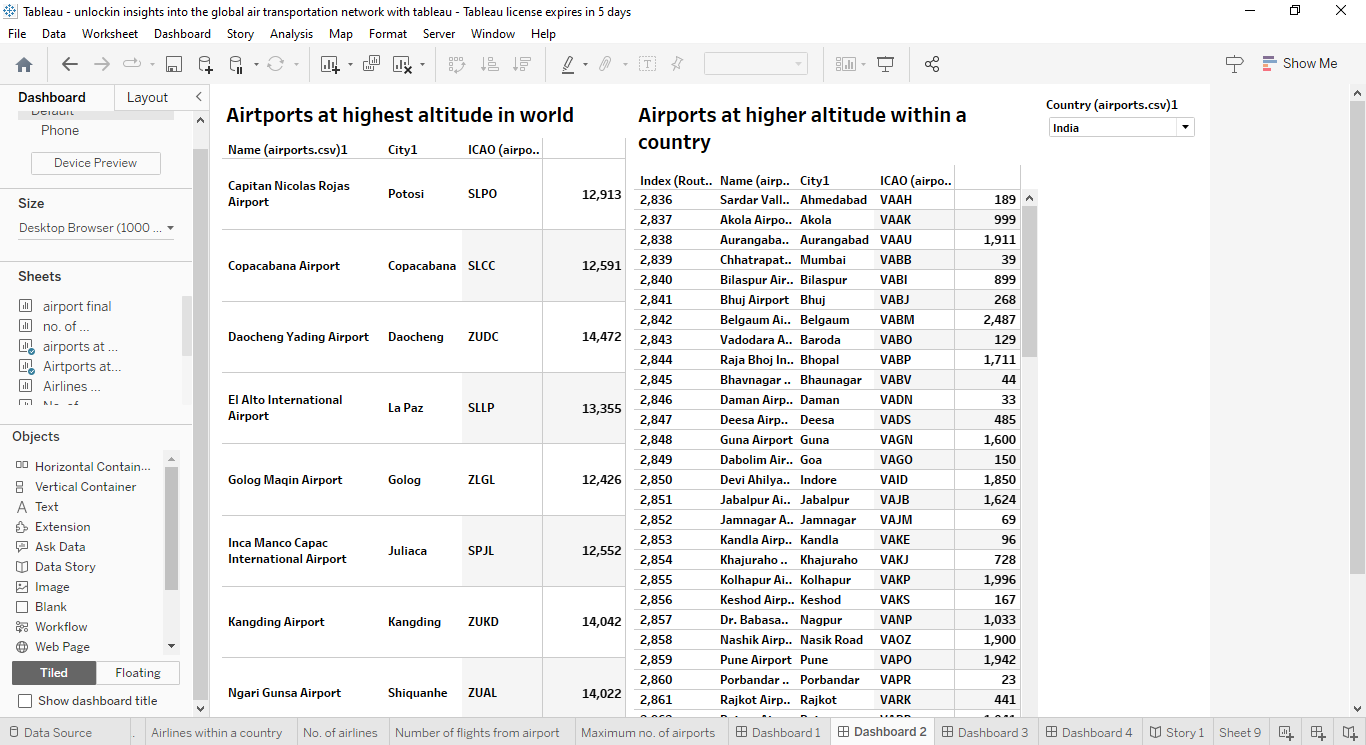 Tableau - unlockin insights into the global air transportation network with tableau - Tableau license expires in 5 days
File Data Worksheet Dashboard Story Analysis Map Format Server Window Help
Show Me
Dashboard Layout
Default
Phone
Device Preview
Size
Desktop Browser (1000 ...
Sheets
airport final
no. of ...
airports at ...
Airtports at...
Airlines ...
No. of
Objects
Horizontal Contain...
Vertical Container
Text
Extension
Ask Data
Data Story
Image
Blank
Workflow
Web Page
Tiled Floating
Show dashboard title
Airtports at highest altitude in world
Name (airports.csv)1 City1 ICAO (airpo..
Capitan Nicolas Rojas
Airport Potosi SLPO 12,913
Copacabana Airport Copacabana SLCC 12,591
Daocheng Yading Airport Daocheng ZUDC 14,472
El Alto International
Airport La Paz SLLP 13,355
Golog Maqin Airport Golog ZLGL 12,426
Inca Manco Capac
International Airport Juliaca SPJL 12,552
Kangding Airport Kangding ZUKD 14,042
Ngari Gunsa Airport Shiquanhe ZUAL 14,022
Airports at higher altitude within a
country
Index (Rout.. Name (airp.. City1 ICAO (airpo..
2,836 Sardar Vall.. Ahmedabad VAAH 189
2,837 Akola Airpo.. Akola VAAK 999
2,838 Aurangaba.. Aurangabad VAAU 1,911
2,839 Chhatrapat.. Mumbai VABB 39
2,840 Bilaspur Air.. Bilaspur VABI 899
2,841 Bhuj Airport Bhuj VABJ 268
2,842 Belgaum Ai.. Belgaum VABM 2,487
2,843 Vadodara A.. Baroda VABO 129
2,844 Raja Bhoj In.. Bhopal VABP 1,711
2,845 Bhavnagar .. Bhaunagar VABV 44
2,846 Daman Airp.. Daman VADN 33
2,847 Deesa Airp.. Deesa VADS 485
2,848 Guna Airport Guna VAGN 1,600
2,849 Dabolim Air.. Goa VAGO 150
2,850 Devi Ahilya.. Indore VAID 1,850
2,851 Jabalpur Ai.. Jabalpur VAJB 1,624
2,852 Jamnagar A.. Jamnagar VAJM 69
2,853 Kandla Airp.. Kandla VAKE 96
2,854 Khajuraho .. Khajuraho VAKJ 728
2,855 Kolhapur Ai.. Kolhapur VAKP 1,996
2,856 Keshod Airp.. Keshod VAKS 167
2,857 Dr. Babasa.. Nagpur VANP 1,033
2,858 Nashik Airp.. Nasik Road VAOZ 1,900
2,859 Pune Airport Pune VAPO 1,942
2,860 Porbandar .. Porbandar VAPR 23
2,861 Rajkot Airp.. Rajkot VARK 441
Country (airports.csv)1
India
Data Source . Airlines within a country No. of airlines Number of flights from airport Maximum no. of airports Dashboard 1 Dashboard 2 Dashboard 3 Dashboard 4 Story 1 Sheet 9